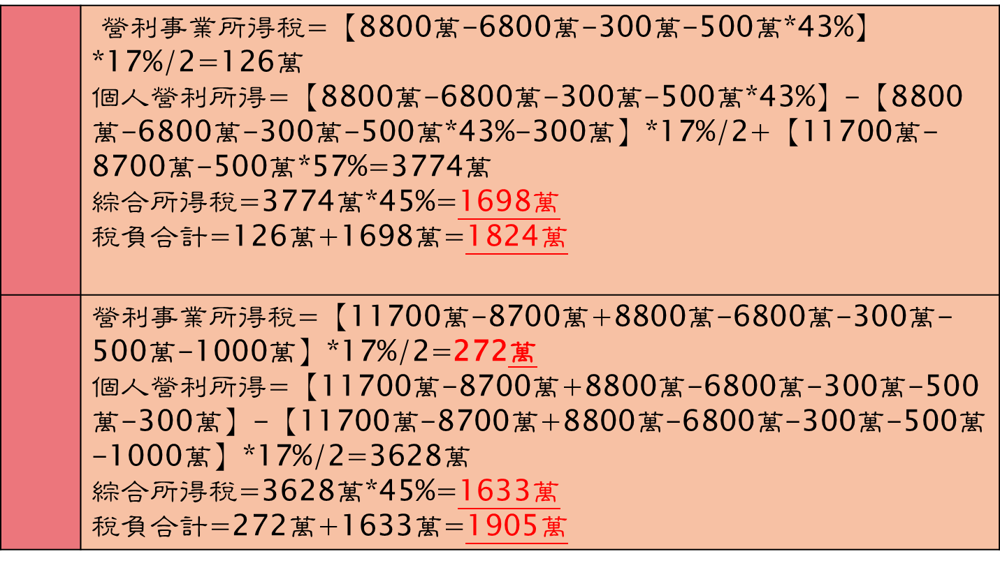 營利事業所得稅=【8800萬-6800萬-300萬-500萬*43%】
*17%/2=126萬
個人營利所得=【8800萬-6800萬-300萬-500萬*43%】-【8800
萬-6800萬-300萬-500萬*43%-300萬】*17%/2+【11700萬-
8700萬-500萬*57%=3774萬
綜合所得稅=3774萬*45%=1698萬
稅負合計=126萬+1698萬=1824萬
營利事業所得稅=【11700萬-8700萬+8800萬-6800萬-300萬-
500萬-1000萬】*17%/2=272萬
個人營利所得=【11700萬-8700萬+8800萬-6800萬-300萬-500
萬-300萬】-【11700萬-8700萬+8800萬-6800萬-300萬-500萬
-1000萬】*17%/2=3628萬
綜合所得稅=3628萬*45%=1633萬
稅負合計=272萬+1633萬=1905萬